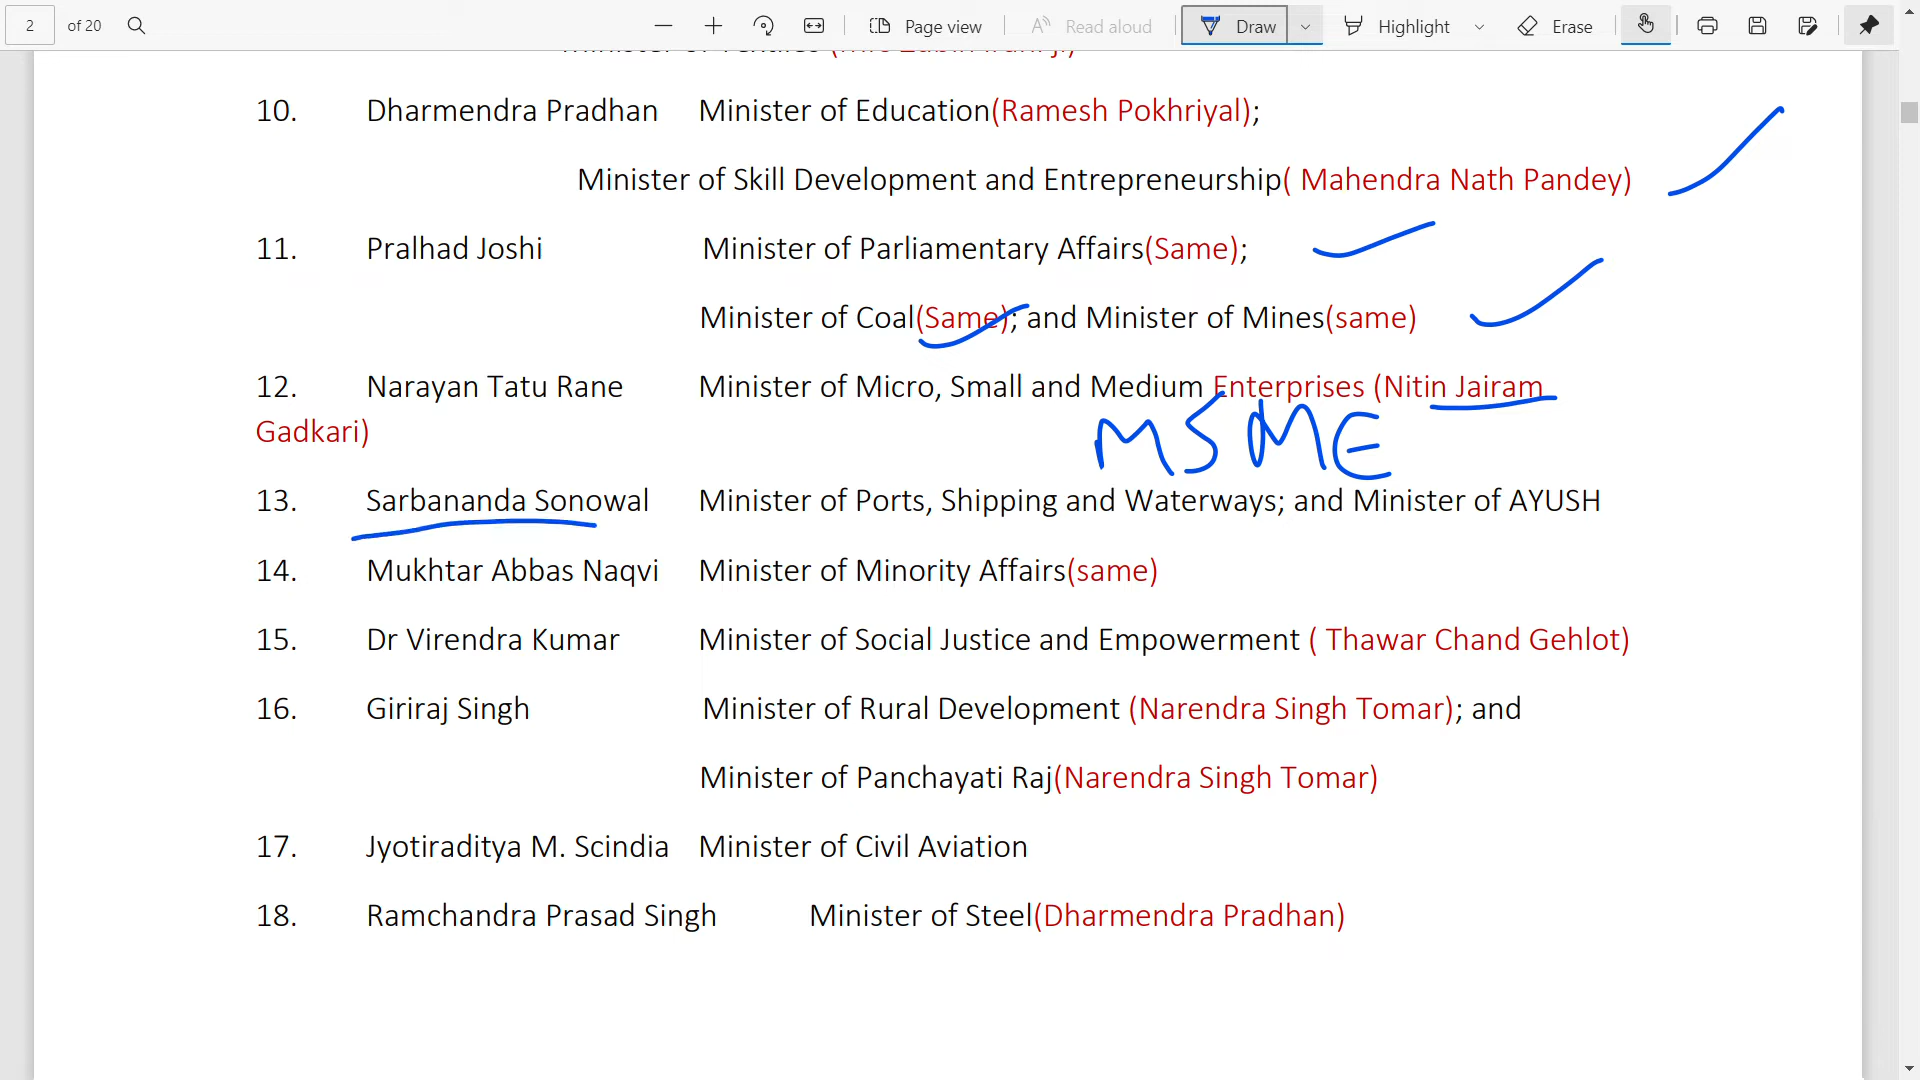 2 of 20 Page view Read aloud Draw Highlight Erase
10. Dharmendra Pradhan Minister of Education(Ramesh Pokhriyal);
Minister of Skill Development and Entrepreneurship( Mahendra Nath Pandey)
11. Pralhad Joshi Minister of Parliamentary Affairs(Same);
Minister of Coal(Same); and Minister of Mines(same)
12. Narayan Tatu Rane Minister of Micro, Small and Medium Enterprises (Nitin Jairam
Gadkari)
MSME
13. Sarbananda Sonowal Minister of Ports, Shipping and Waterways; and Minister of AYUSH
14. Mukhtar Abbas Naqvi Minister of Minority Affairs(same)
15. Dr Virendra Kumar Minister of Social Justice and Empowerment ( Thawar Chand Gehlot)
16. Giriraj Singh Minister of Rural Development (Narendra Singh Tomar); and
Minister of Panchayati Raj(Narendra Singh Tomar)
17. Jyotiraditya M. Scindia Minister of Civil Aviation
18. Ramchandra Prasad Singh Minister of Steel(Dharmendra Pradhan)